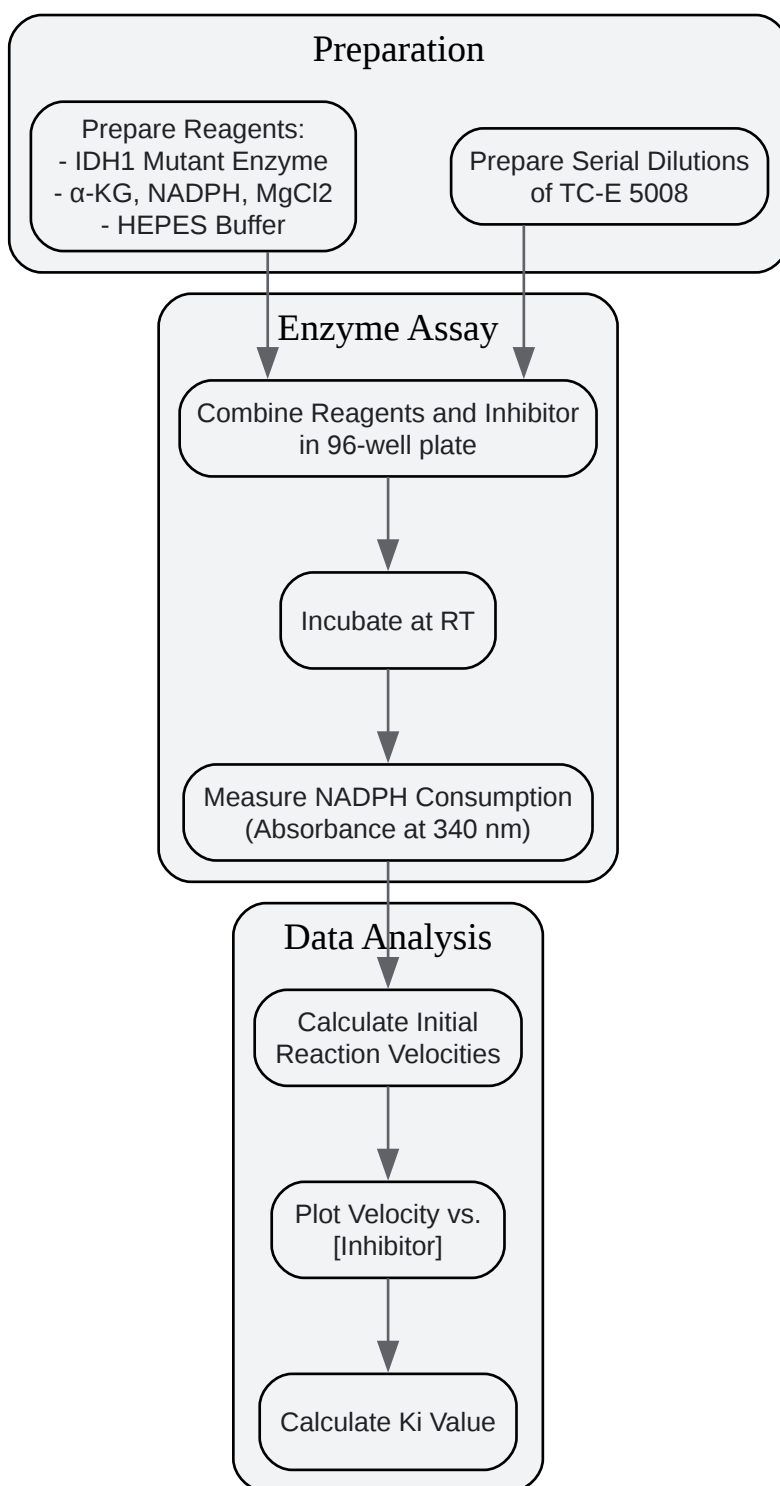 Preparation
Prepare Reagents:
- IDH1 Mutant Enzyme
- α-KG, NADPH, MgCl2
- HEPES Buffer
Prepare Serial Dilutions
of TC-E 5008
Enzyme Assay
Combine Reagents and Inhibitor
in 96-well plate
Incubate at RT
Measure NADPH Consumption
(Absorbance at 340 nm)
Data Analysis
Calculate Initial
Reaction Velocities
Plot Velocity vs.
[Inhibitor]
Calculate Ki Value